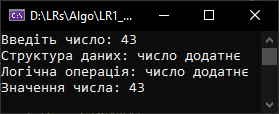 D:\LRs\Algo\LR1_...
Введіть число: 43
Структура даних: число додатнє
Логічна операція: число додатнє
Значення числа: 43